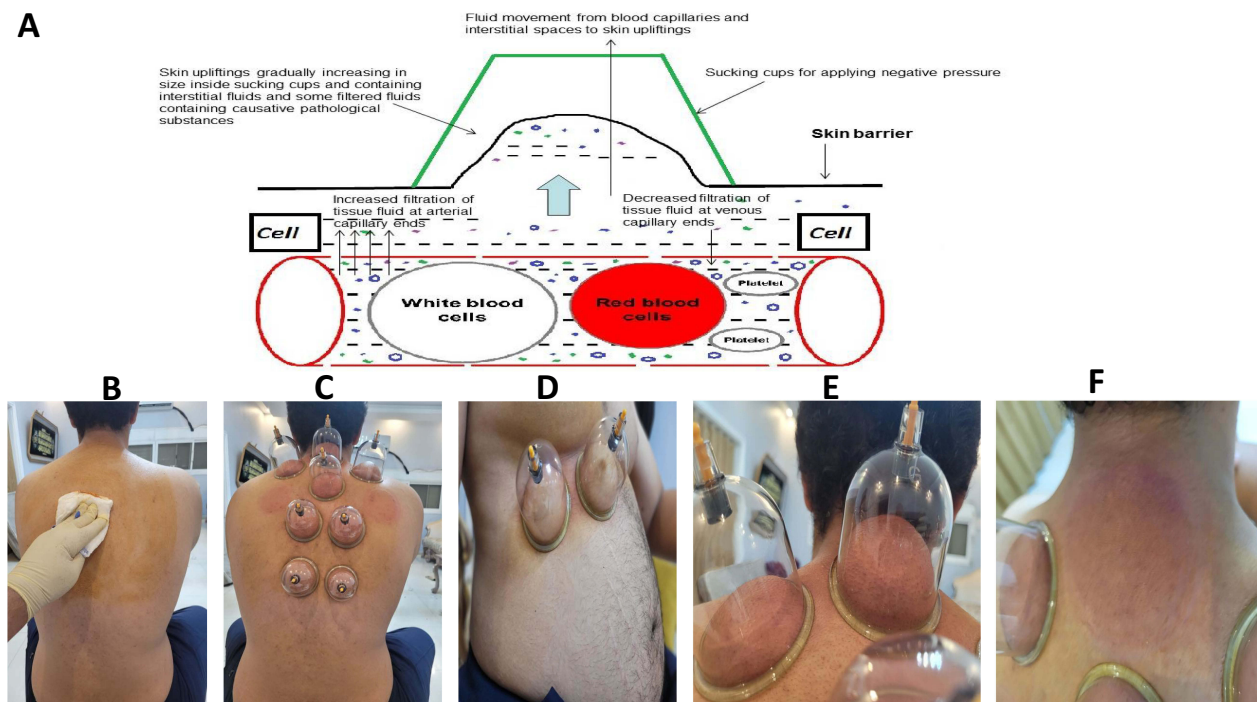 A
Fluid movement from blood capillaries and
interstitial spaces to skin upliftings
Skin upliftings gradually increasing in
size inside sucking cups and containing
interstitial fluids and some filtered fluids
containing causative pathological
substances
Sucking cups for applying negative pressure
Skin barrier
Increased filtration of
tissue fluid at arterial
capillary ends
Decreased filtration of
tissue fluid at venous
capillary ends
Cell
Cell
White blood
cells
Red blood
cells
Platelet
Platelet
B
C
D
E
F